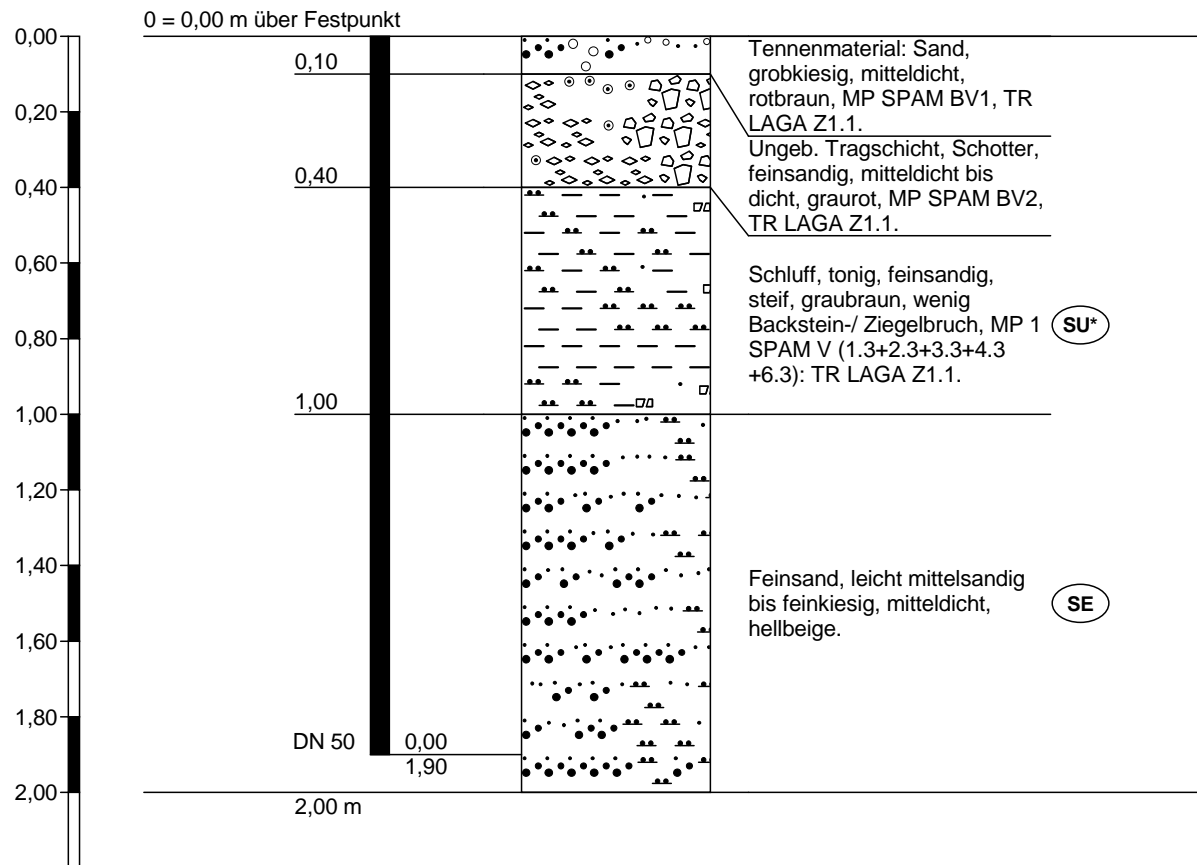 0 = 0,00 m über Festpunkt
0,00
0,20
0,40
0,60
0,80
1,00
1,20
1,40
1,60
1,80
2,00
0,10
0,40
1,00
DN 50
0,00
1,90
2,00 m
Tennenmaterial: Sand,
grobkiesig, mitteldicht,
rotbraun, MP SPAM BV1, TR
LAGA Z1.1.
Ungeb. Tragschicht, Schotter,
feinsandig, mitteldicht bis
dicht, graurot, MP SPAM BV2,
TR LAGA Z1.1.
Schluff, tonig, feinsandig,
steif, graubraun, wenig
Backstein-/ Ziegelbruch, MP 1
SPAM V (1.3+2.3+3.3+4.3
+6.3): TR LAGA Z1.1.
SU*
Feinsand, leicht mittelsandig
bis feinkiesig, mitteldicht,
hellbeige.
SE